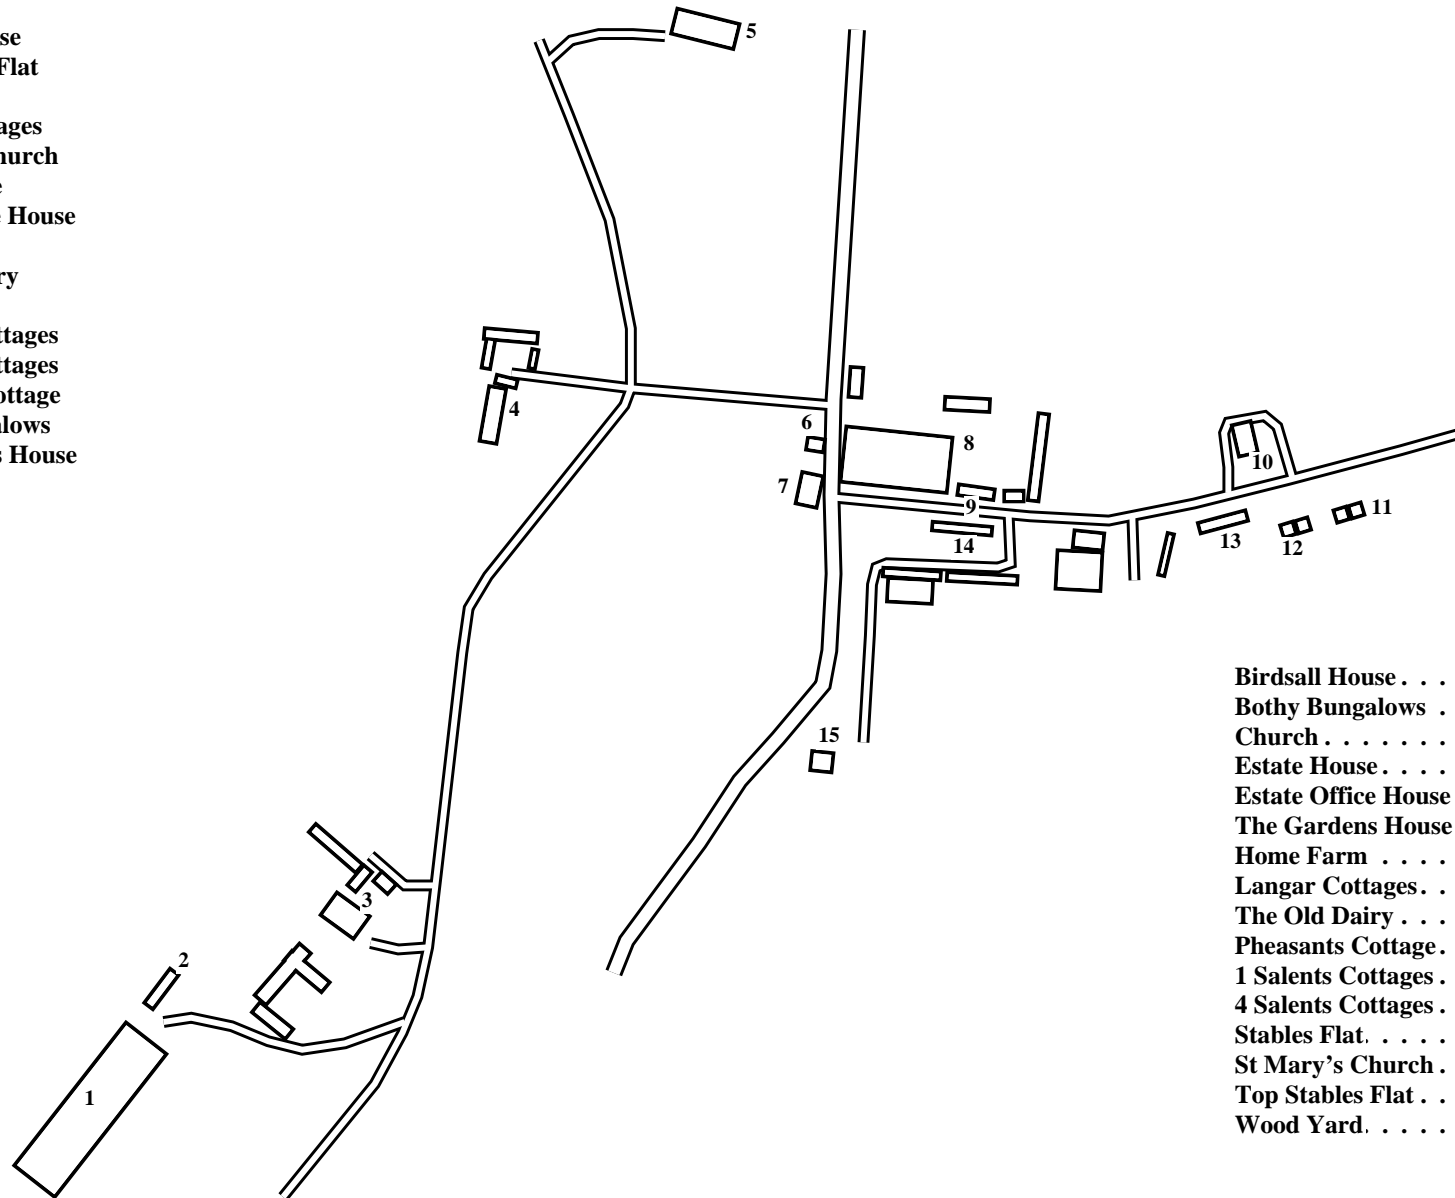 se
Flat
ages
hurch
e
e House
ry
ttages
ttages
ottage
alows
s House
5
4
6
8
7
9
10
11
12
13
14
15
3
2
1
Birdsall House . . .
Bothy Bungalows .
Church . . . . . . .
Estate House . . . .
Estate Office House
The Gardens House
Home Farm . . . .
Langar Cottages . .
The Old Dairy . . .
Pheasants Cottage .
1 Salents Cottages .
4 Salents Cottages .
Stables Flat . . . . .
St Mary’s Church .
Top Stables Flat . .
Wood Yard . . . . .